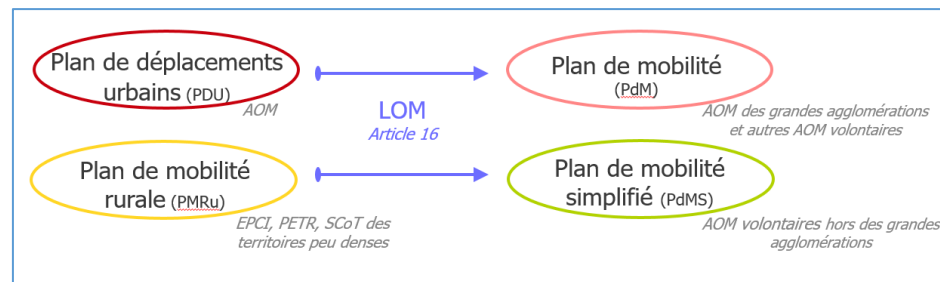 Plan de déplacements
urbains (PDU)
AOM
LOM
Article 16
Plan de mobilité
(PdM)
AOM des grandes agglomérations
et autres AOM volontaires
Plan de mobilité
rurale (PMRu)
EPCI, PETR, SCoT des
territoires peu denses
Plan de mobilité
simplifié (PdMS)
AOM volontaires hors des grandes
agglomérations